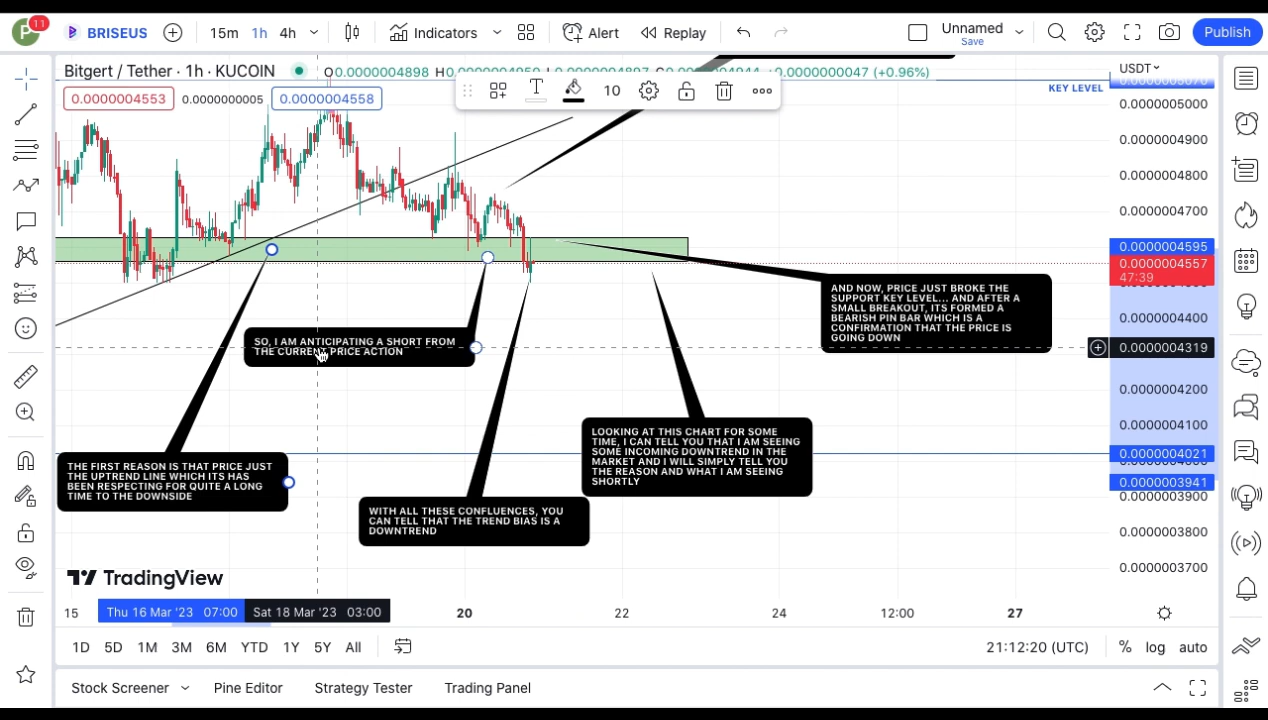 P
11
BRISEUS
15m
1h
4h
Indicators
Alert
Replay
Unnamed
Save
Publish
Bitgert / Tether · 1h · KUCOIN
O0.0000004898
+0.0000000047 (+0.96%)
USDT
0.0000004553
0.0000000005
0.0000004558
10
KEY LEVEL
0.0000005000
0.0000004900
0.0000004800
0.0000004700
0.0000004595
0.0000004557
47:39
0.0000004400
0.0000004319
0.0000004200
0.0000004100
0.0000004021
0.0000003941
0.0000003900
0.0000003800
0.0000003700
AND NOW, PRICE JUST BROKE THE
SUPPORT KEY LEVEL... AND AFTER A
SMALL BREAKOUT, ITS FORMED A
BEARISH PIN BAR WHICH IS A
CONFIRMATION THAT THE PRICE IS
GOING DOWN
SO, I AM ANTICIPATING A SHORT FROM
THE CURRENT PRICE ACTION
LOOKING AT THIS CHART FOR SOME
TIME, I CAN TELL YOU THAT I AM SEEING
SOME INCOMING DOWNTREND IN THE
MARKET AND I WILL SIMPLY TELL YOU
THE REASON AND WHAT I AM SEEING
SHORTLY
THE FIRST REASON IS THAT PRICE JUST
THE UPTREND LINE WHICH ITS HAS
BEEN RESPECTING FOR QUITE A LONG
TIME TO THE DOWNSIDE
WITH ALL THESE CONFLUENCES, YOU
CAN TELL THAT THE TREND BIAS IS A
DOWNTREND
TradingView
15
Thu 16 Mar '23 07:00
Sat 18 Mar '23 03:00
20
22
24
12:00
27
1D
5D
1M
3M
6M
YTD
1Y
5Y
All
21:12:20 (UTC)
%
log
auto
Stock Screener
Pine Editor
Strategy Tester
Trading Panel